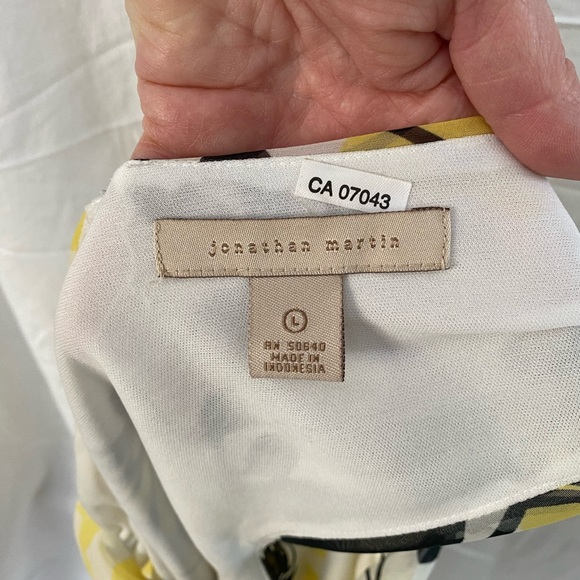 CA 07043
jonathan martin
L
RN 50840
MADE IN
INDONESIA